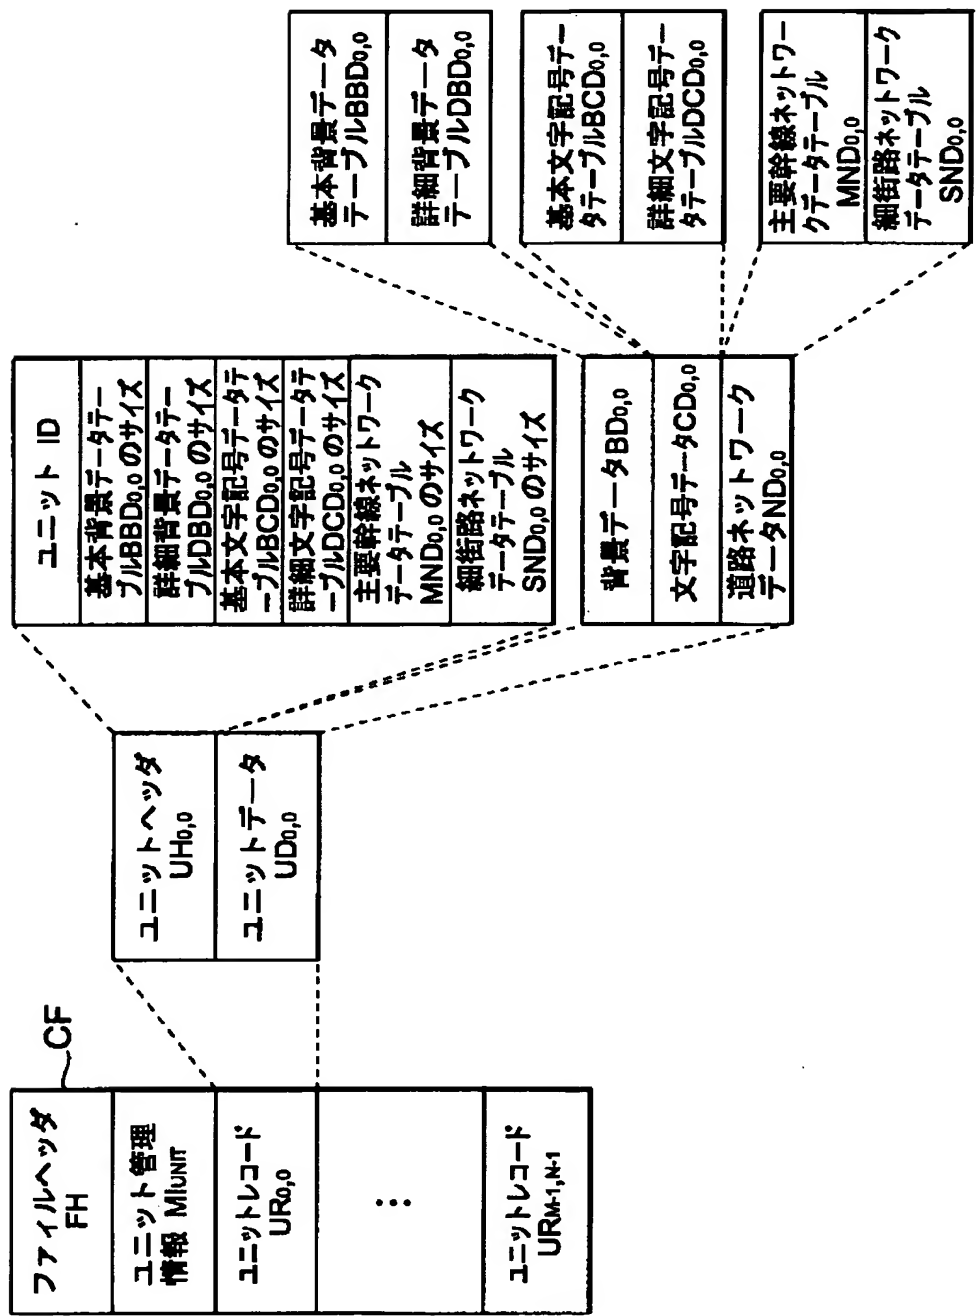 CF
ファイルヘッダ
FH
ユニット管理
情報 MIUNIT
ユニットレコード
UR0,0
⋮
ユニットレコード
URM-1,N-1
ユニットヘッダ
UH0,0
ユニットデータ
UD0,0
ユニット ID
基本背景データテー
ブルBBD0,0 のサイズ
詳細背景データテー
ブルDBD0,0 のサイズ
基本文字記号データテ
ーブルBCD0,0 のサイズ
詳細文字記号データテ
ーブルDCD0,0 のサイズ
主要幹線ネットワーク
データテーブル
MND0,0 のサイズ
細街路ネットワーク
データテーブル
SND0,0 のサイズ
背景データBD0,0
文字記号データCD0,0
道路ネットワーク
データND0,0
基本背景データ
テーブルBBD0,0
詳細背景データ
テーブルDBD0,0
基本文字記号デー
タテーブルBCD0,0
詳細文字記号デー
タテーブルDCD0,0
主要幹線ネットワー
クデータテーブル
MND0,0
細街路ネットワーク
データテーブル
SND0,0